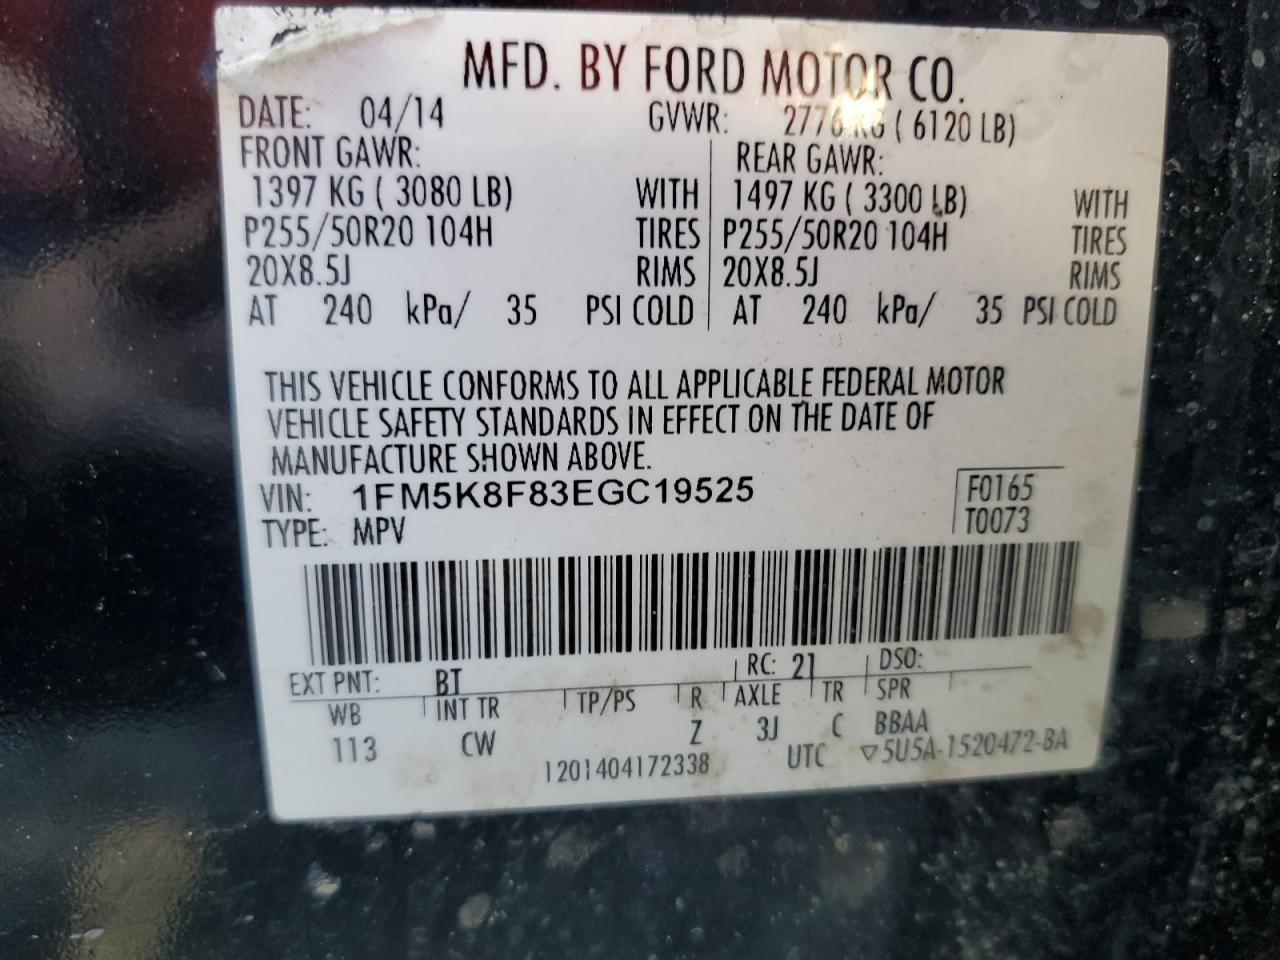 MFD. BY FORD MOTOR CO.
DATE: 04/14 GVWR: 2776 KG ( 6120 LB)
FRONT GAWR: REAR GAWR:
1397 KG ( 3080 LB) WITH 1497 KG ( 3300 LB) WITH
P255/50R20 104H TIRES P255/50R20 104H TIRES
20X8.5J RIMS 20X8.5J RIMS
AT 240 kPa/ 35 PSI COLD AT 240 kPa/ 35 PSI COLD
THIS VEHICLE CONFORMS TO ALL APPLICABLE FEDERAL MOTOR
VEHICLE SAFETY STANDARDS IN EFFECT ON THE DATE OF
MANUFACTURE SHOWN ABOVE.
VIN: 1FM5K8F83EGC19525 F0165
TYPE: MPV T0073
EXT PNT: BT RC: 21 DSO:
WB INT TR TP/PS R AXLE TR SPR
113 CW Z 3J C BBAA
1201404172338 UTC ▽5U5A-1520472-BA